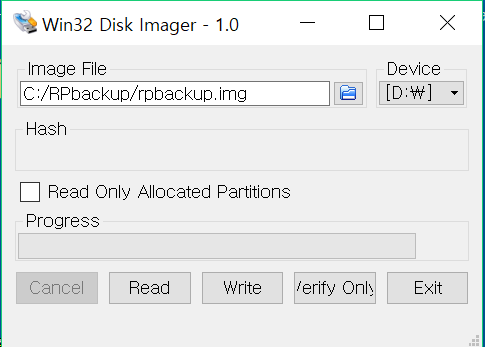 Win32 Disk Imager - 1.0
Image File
Device
C:/RPbackup/rpbackup.img
[D:₩]
Hash
Read Only Allocated Partitions
Progress
Cancel
Read
Write
Verify Only
Exit